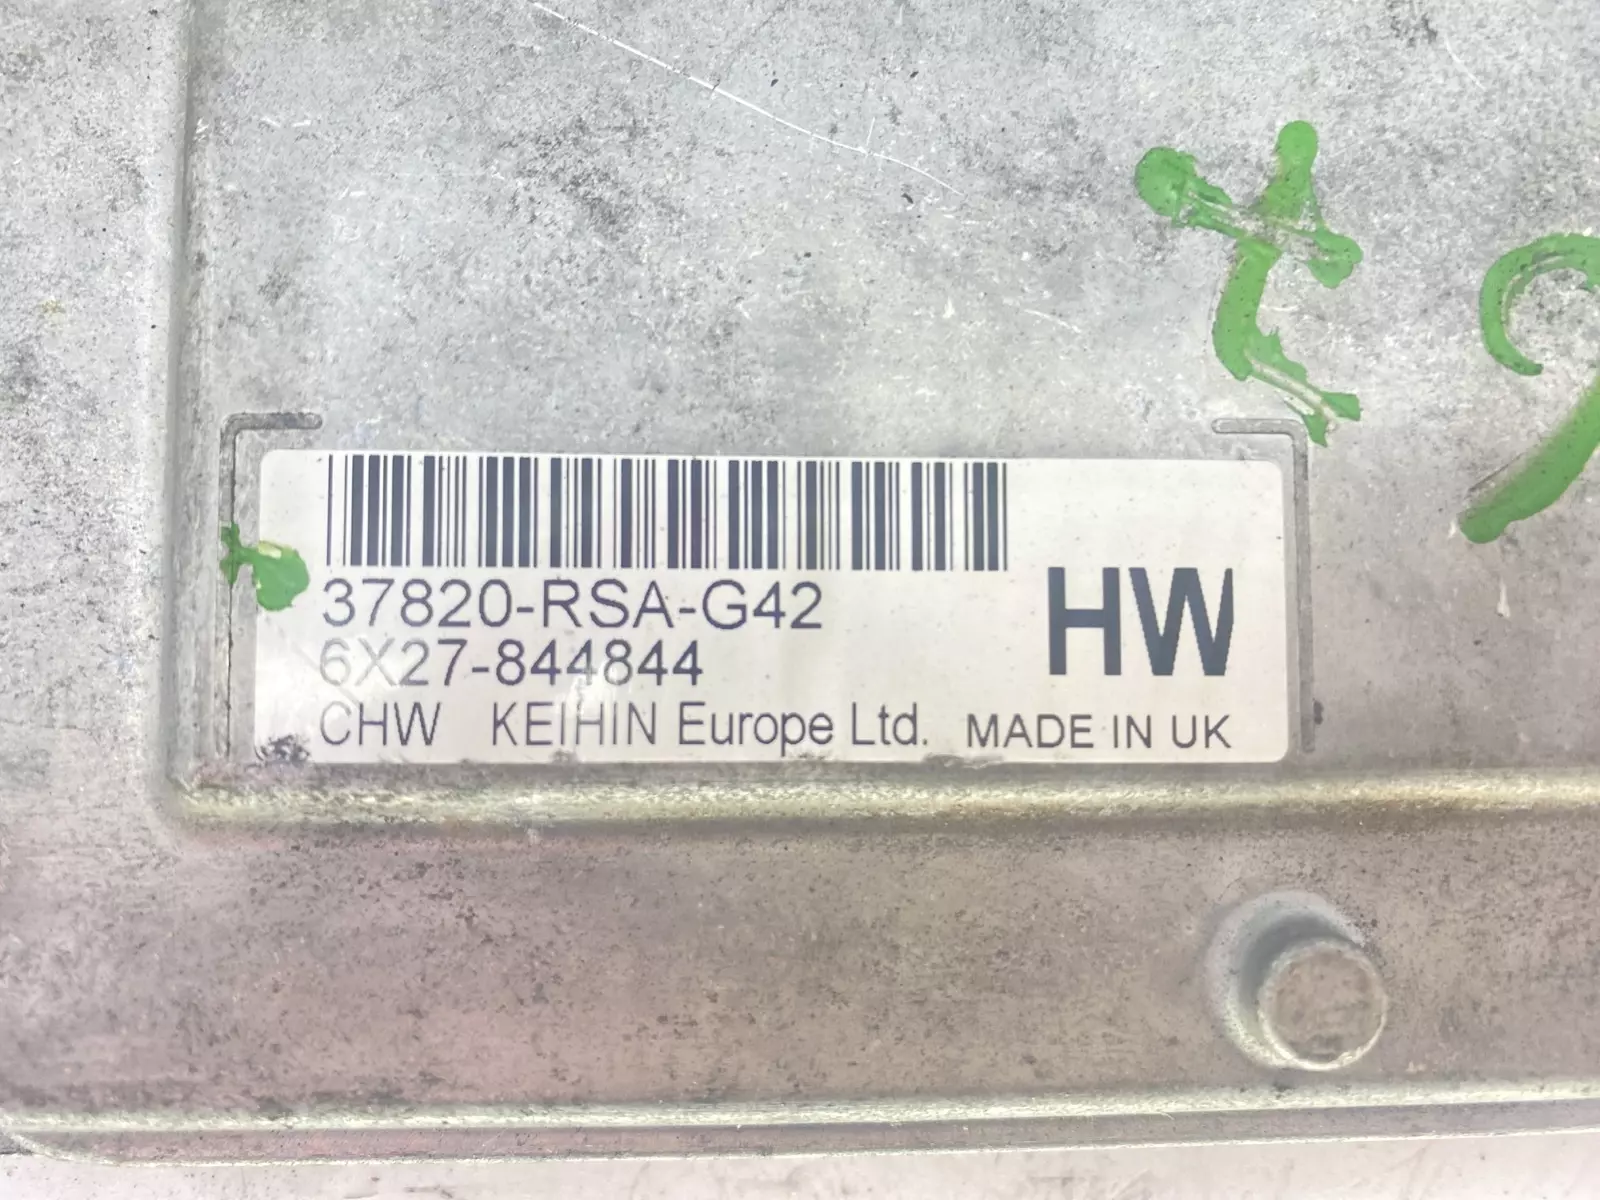 37820-RSA-G42
6X27-844844
HW
CHW KEIHIN Europe Ltd. MADE IN UK